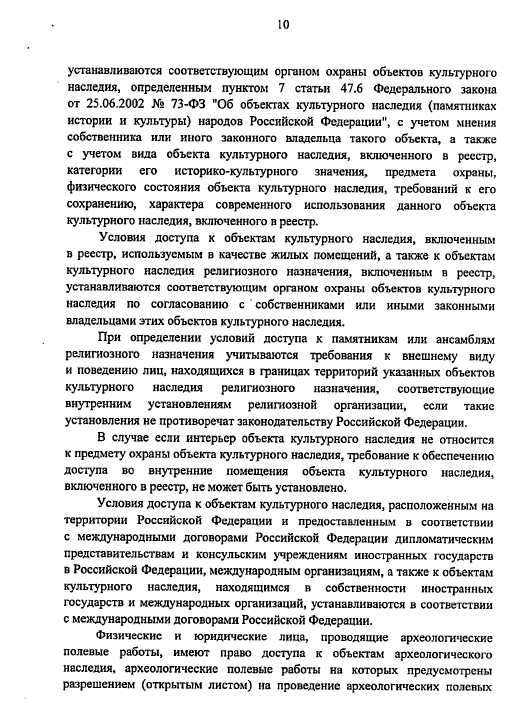 10
устанавливаются соответствующим органом охраны объектов культурного
наследия, определенным пунктом 7 статьи 47.6 Федерального закона
от 25.06.2002 № 73-ФЗ "Об объектах культурного наследия (памятниках
истории и культуры) народов Российской Федерации", с учетом мнения
собственника или иного законного владельца такого объекта, а также
с учетом вида объекта культурного наследия, включенного в реестр,
категории его историко-культурного значения, предмета охраны,
физического состояния объекта культурного наследия, требований к его
сохранению, характера современного использования данного объекта
культурного наследия, включенного в реестр.
Условия доступа к объектам культурного наследия, включенным
в реестр, используемым в качестве жилых помещений, а также к объектам
культурного наследия религиозного назначения, включенным в реестр,
устанавливаются соответствующим органом охраны объектов культурного
наследия по согласованию с собственниками или иными законными
владельцами этих объектов культурного наследия.
При определении условий доступа к памятникам или ансамблям
религиозного назначения учитываются требования к внешнему виду
и поведению лиц, находящихся в границах территорий указанных объектов
культурного наследия религиозного назначения, соответствующие
внутренним установлениям религиозной организации, если такие
установления не противоречат законодательству Российской Федерации.
В случае если интерьер объекта культурного наследия не относится
к предмету охраны объекта культурного наследия, требование к обеспечению
доступа во внутренние помещения объекта культурного наследия,
включенного в реестр, не может быть установлено.
Условия доступа к объектам культурного наследия, расположенным на
территории Российской Федерации и предоставленным в соответствии
с международными договорами Российской Федерации дипломатическим
представительствам и консульским учреждениям иностранных государств
в Российской Федерации, международным организациям, а также к объектам
культурного наследия, находящимся в собственности иностранных
государств и международных организаций, устанавливаются в соответствии
с международными договорами Российской Федерации.
Физические и юридические лица, проводящие археологические
полевые работы, имеют право доступа к объектам археологического
наследия, археологические полевые работы на которых предусмотрены
разрешением (открытым листом) на проведение археологических полевых